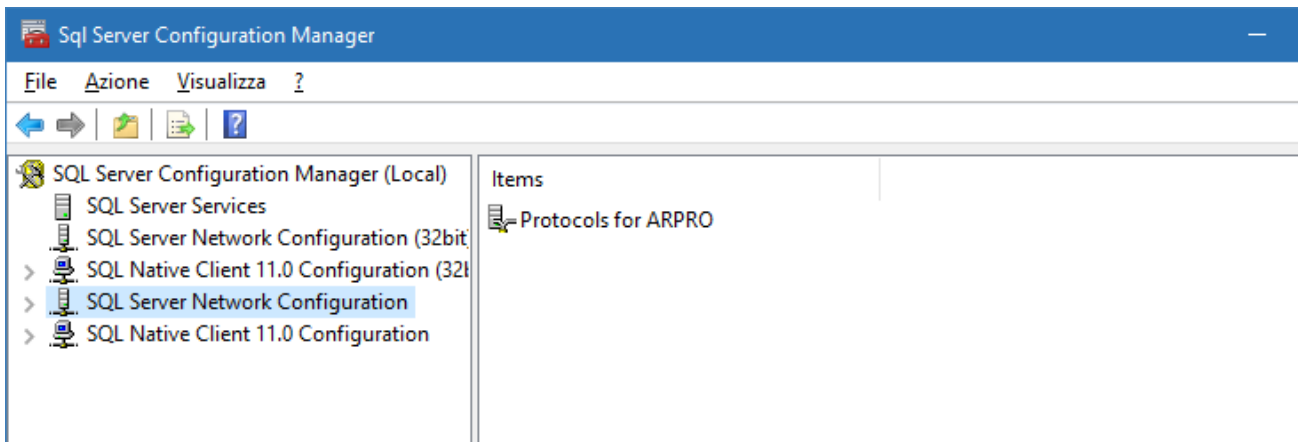 Sql Server Configuration Manager
File Azione Visualizza ?
SQL Server Configuration Manager (Local)
SQL Server Services
SQL Server Network Configuration (32bit
SQL Native Client 11.0 Configuration (32
SQL Server Network Configuration
SQL Native Client 11.0 Configuration
Items
Protocols for ARPRO